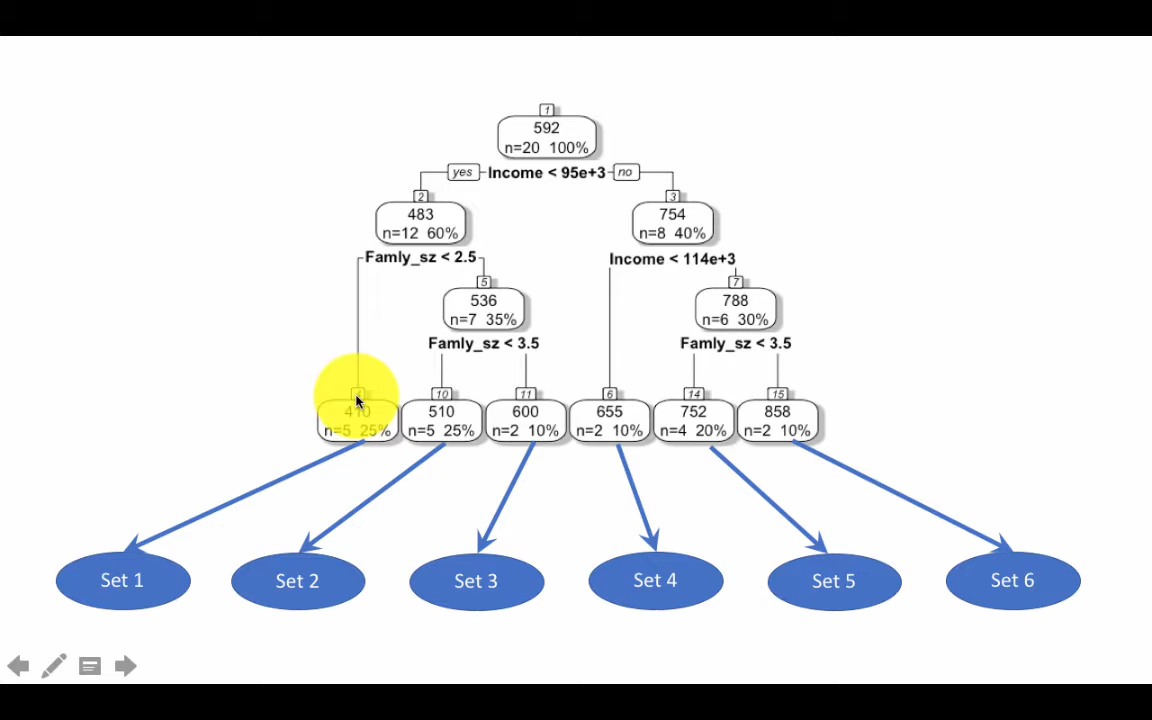 1
592
n=20 100%
yes Income < 95e+3 no
2
483
n=12 60%
3
754
n=8 40%
Famly_sz < 2.5
Income < 114e+3
5
536
n=7 35%
7
788
n=6 30%
Famly_sz < 3.5
Famly_sz < 3.5
4
410
n=5 25%
10
510
n=5 25%
11
600
n=2 10%
6
655
n=2 10%
14
752
n=4 20%
15
858
n=2 10%
Set 1
Set 2
Set 3
Set 4
Set 5
Set 6